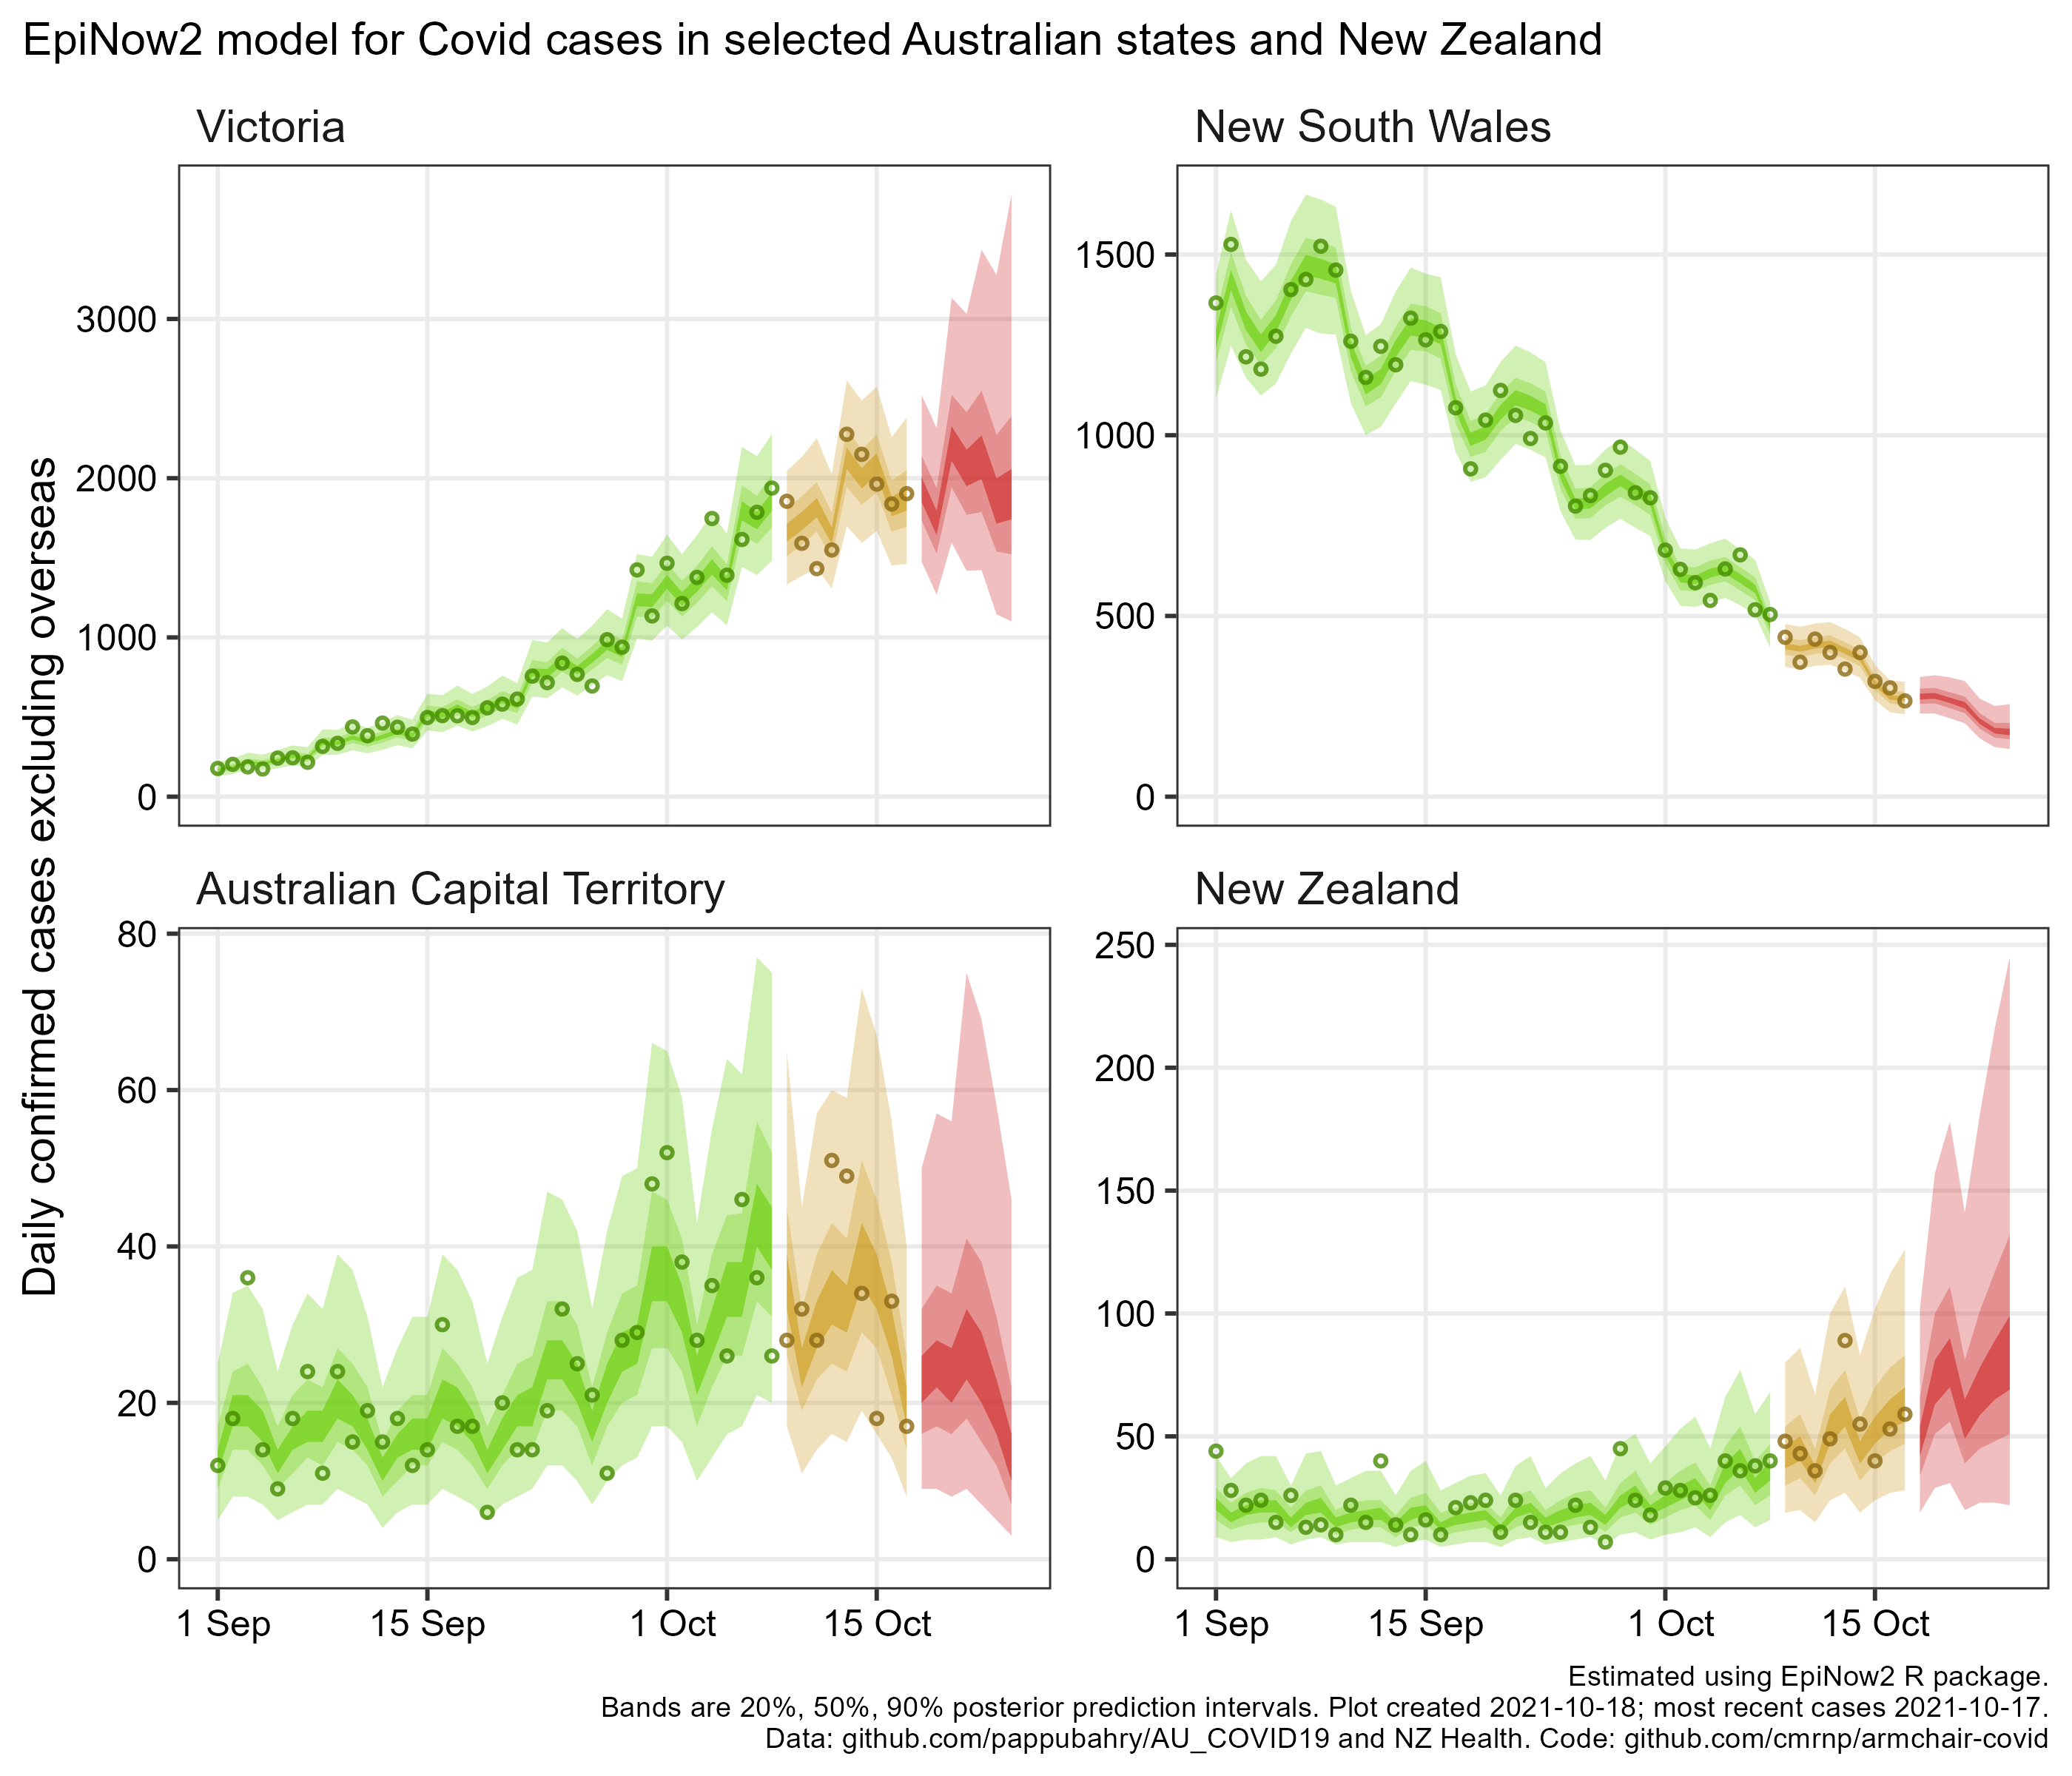 EpiNow2 model for Covid cases in selected Australian states and New Zealand
Daily confirmed cases excluding overseas
Victoria
3000
2000
1000
0
New South Wales
1500
1000
500
0
Australian Capital Territory
80
60
40
20
0
1 Sep 15 Sep 1 Oct 15 Oct
New Zealand
250
200
150
100
50
0
1 Sep 15 Sep 1 Oct 15 Oct
Estimated using EpiNow2 R package.
Bands are 20%, 50%, 90% posterior prediction intervals. Plot created 2021-10-18; most recent cases 2021-10-17.
Data: github.com/pappubahry/AU_COVID19 and NZ Health. Code: github.com/cmrnp/armchair-covid